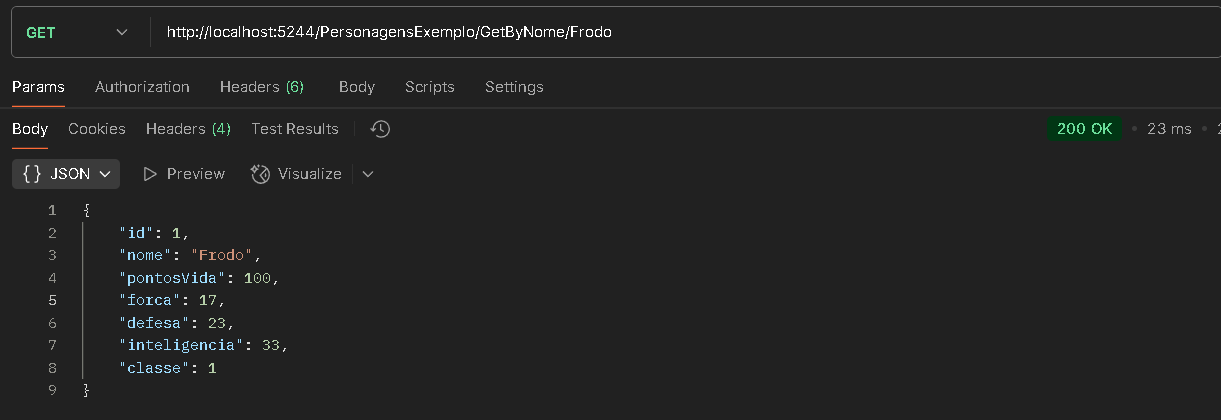 GET http://localhost:5244/PersonagensExemplo/GetByNome/Frodo
Params Authorization Headers (6) Body Scripts Settings
Body Cookies Headers (4) Test Results 200 OK • 23 ms •
{} JSON Preview Visualize
1 {
2 "id": 1,
3 "nome": "Frodo",
4 "pontosVida": 100,
5 "forca": 17,
6 "defesa": 23,
7 "inteligencia": 33,
8 "classe": 1
9 }